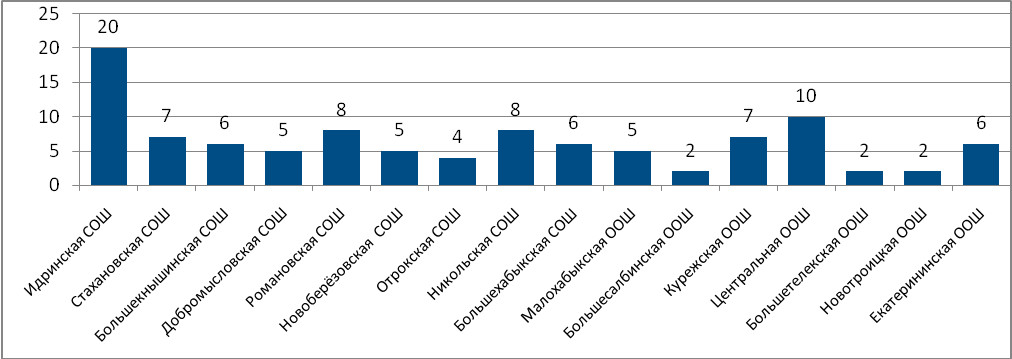 25
20
15
10
5
0
20
7
6
5
8
5
4
8
6
5
2
7
10
2
2
6
Идринская СОШ
Стахановская СОШ
Большекнышинская СОШ
Добромысловская СОШ
Романовская СОШ
Новоберёзовская СОШ
Отрокская СОШ
Никольская СОШ
Большехабыкская СОШ
Малохабыкская ООШ
Большесалбинская ООШ
Курежская ООШ
Центральная ООШ
Большетелекская ООШ
Новотроицкая ООШ
Екатерининская ООШ